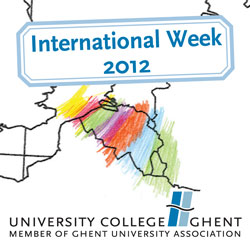 International Week
2012
UNIVERSITY COLLEGE GHENT
MEMBER OF GHENT UNIVERSITY ASSOCIATION